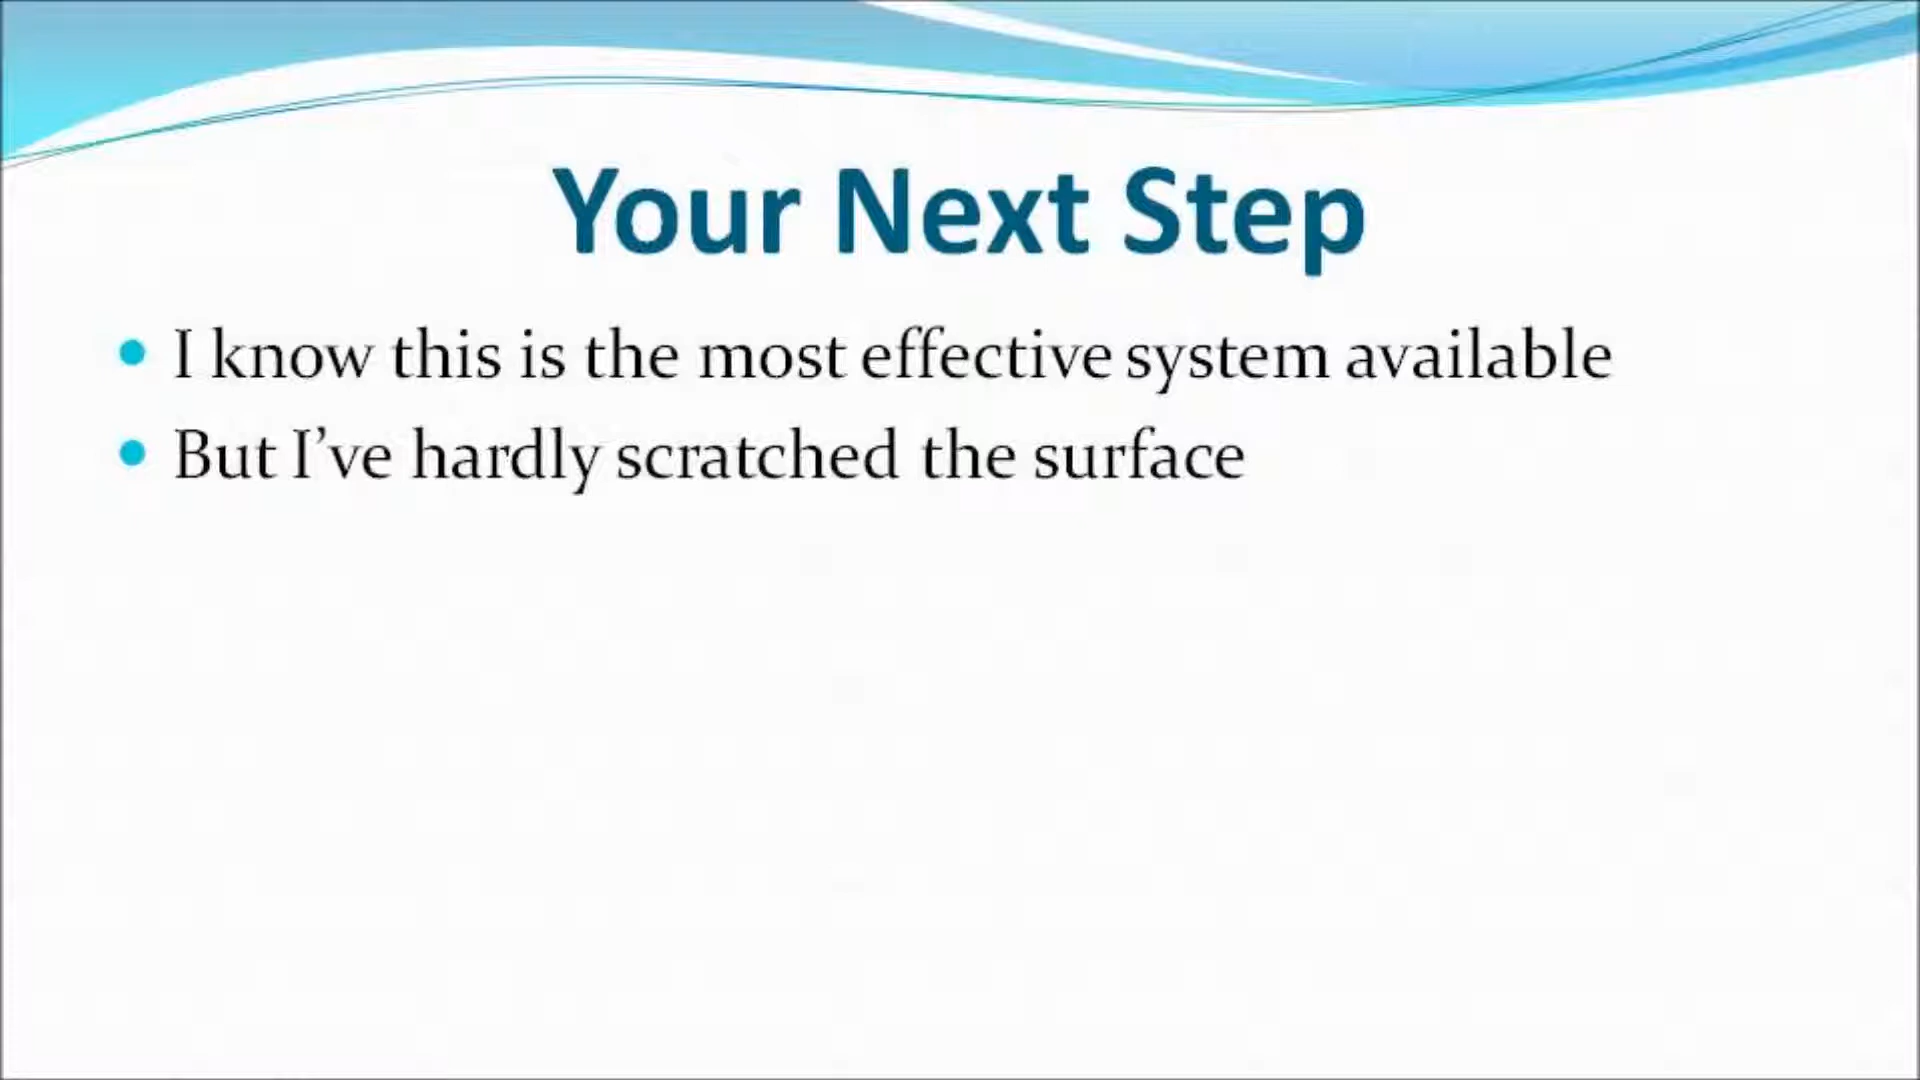 Your Next Step
I know this is the most effective system available
But I’ve hardly scratched the surface